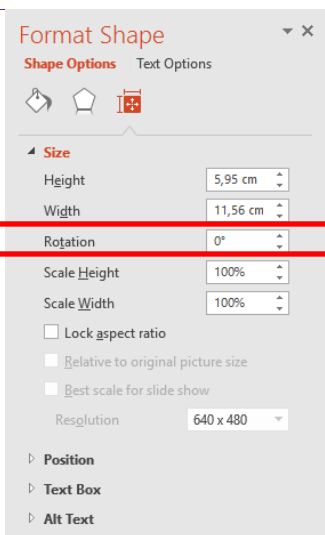 Format Shape
Shape Options Text Options
Size
Height 5,95 cm
Width 11,56 cm
Rotation 0°
Scale Height 100%
Scale Width 100%
Lock aspect ratio
Relative to original picture size
Best scale for slide show
Resolution 640 x 480
Position
Text Box
Alt Text